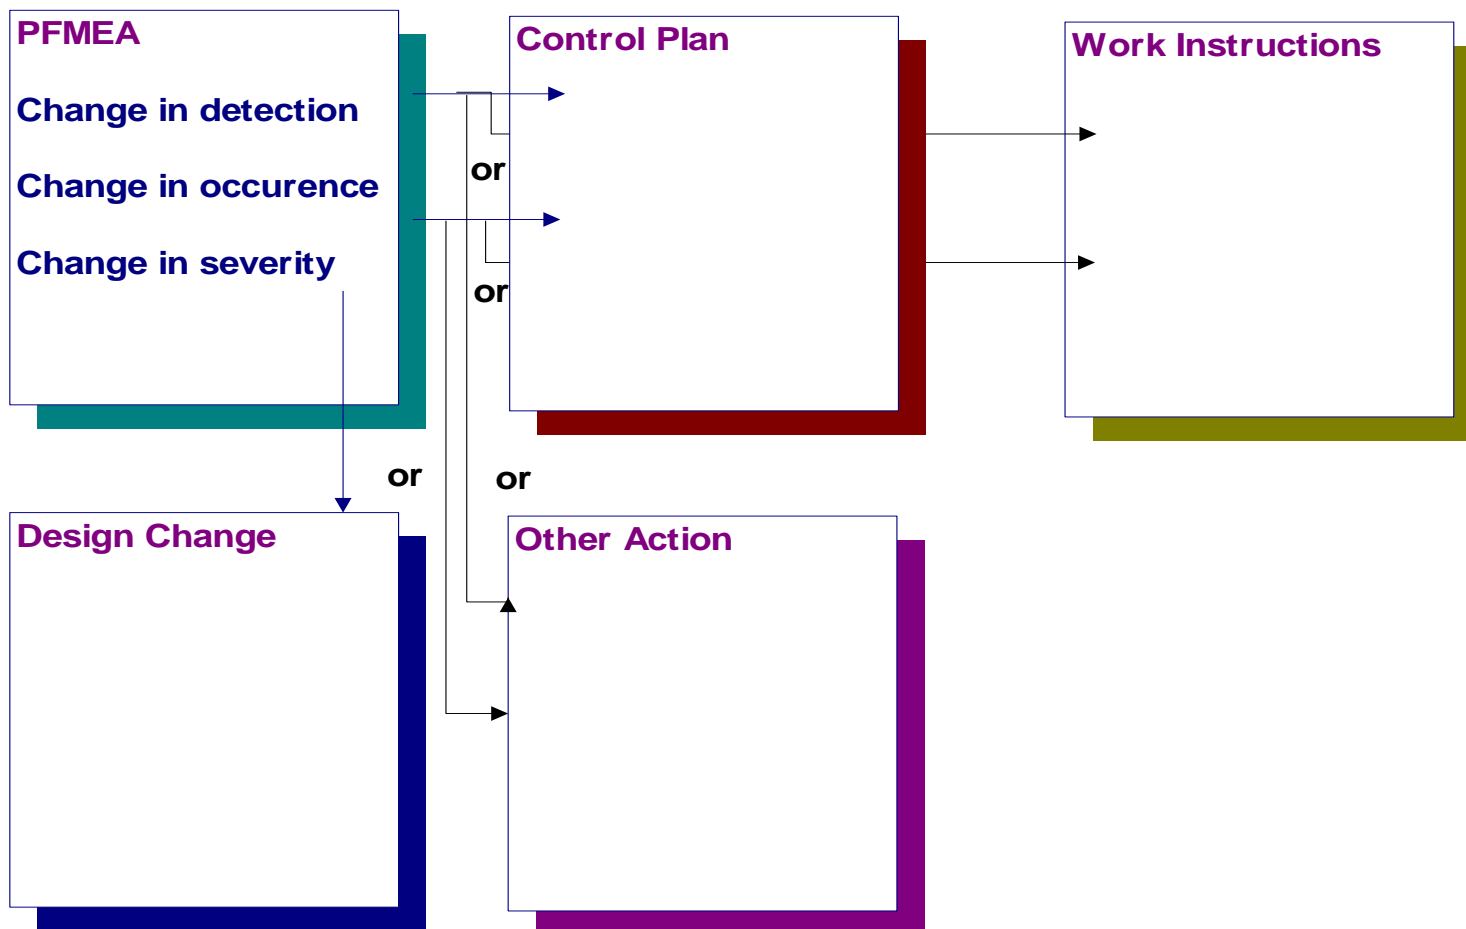 PFMEA
Change in detection
Change in occurence
Change in severity
Control Plan
Work Instructions
or
or
or
or
Design Change
Other Action